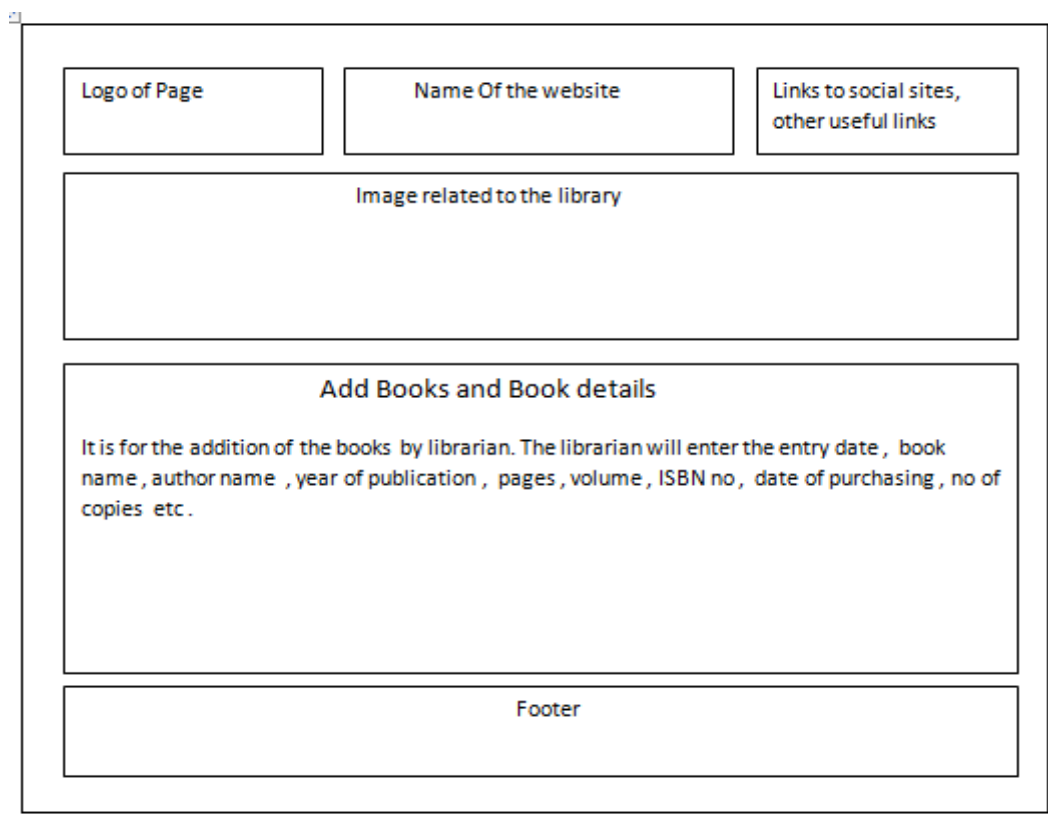 Logo of Page
Name Of the website
Links to social sites,
other useful links
Image related to the library
Add Books and Book details
It is for the addition of the books by librarian. The librarian will enter the entry date , book
name , author name , year of publication , pages , volume , ISBN no , date of purchasing , no of
copies etc .
Footer